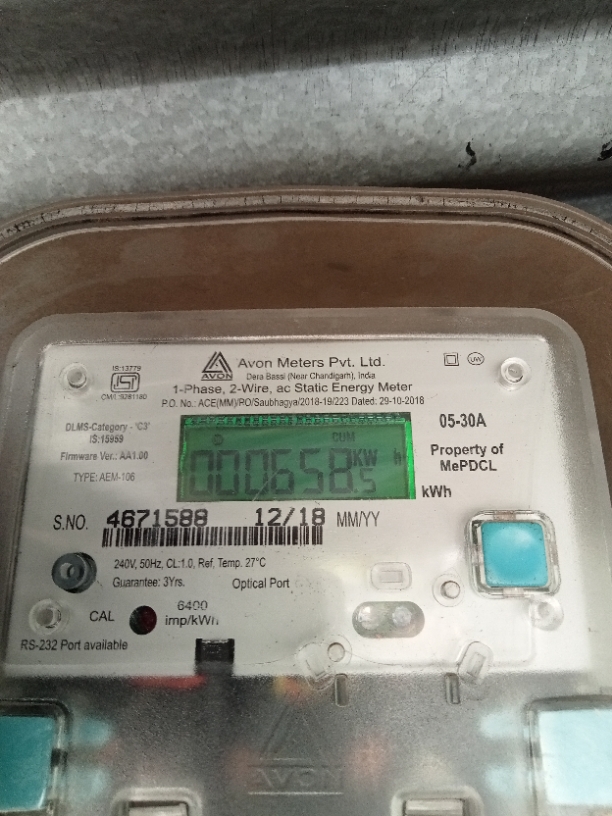 IS:13779
ISI
CM/L 9281180
AVON
Avon Meters Pvt. Ltd.
Dera Bassi (Near Chandigarh), India
1-Phase, 2-Wire, ac Static Energy Meter
P.O. No.: ACE(MM)/PO/Saubhagya/2018-19/223 Dated: 29-10-2018
DLMS-Category - 'C3'
IS:15959
Firmware Ver.: AA1.00
TYPE: AEM-106
CUM
000658.5 KW h
05-30A
Property of
MePDCL
kWh
S.NO. 4671588 12/18 MM/YY
240V, 50Hz, CL:1.0, Ref, Temp. 27°C
Guarantee: 3Yrs. Optical Port
CAL 6400
imp/kWh
RS-232 Port available
AVON